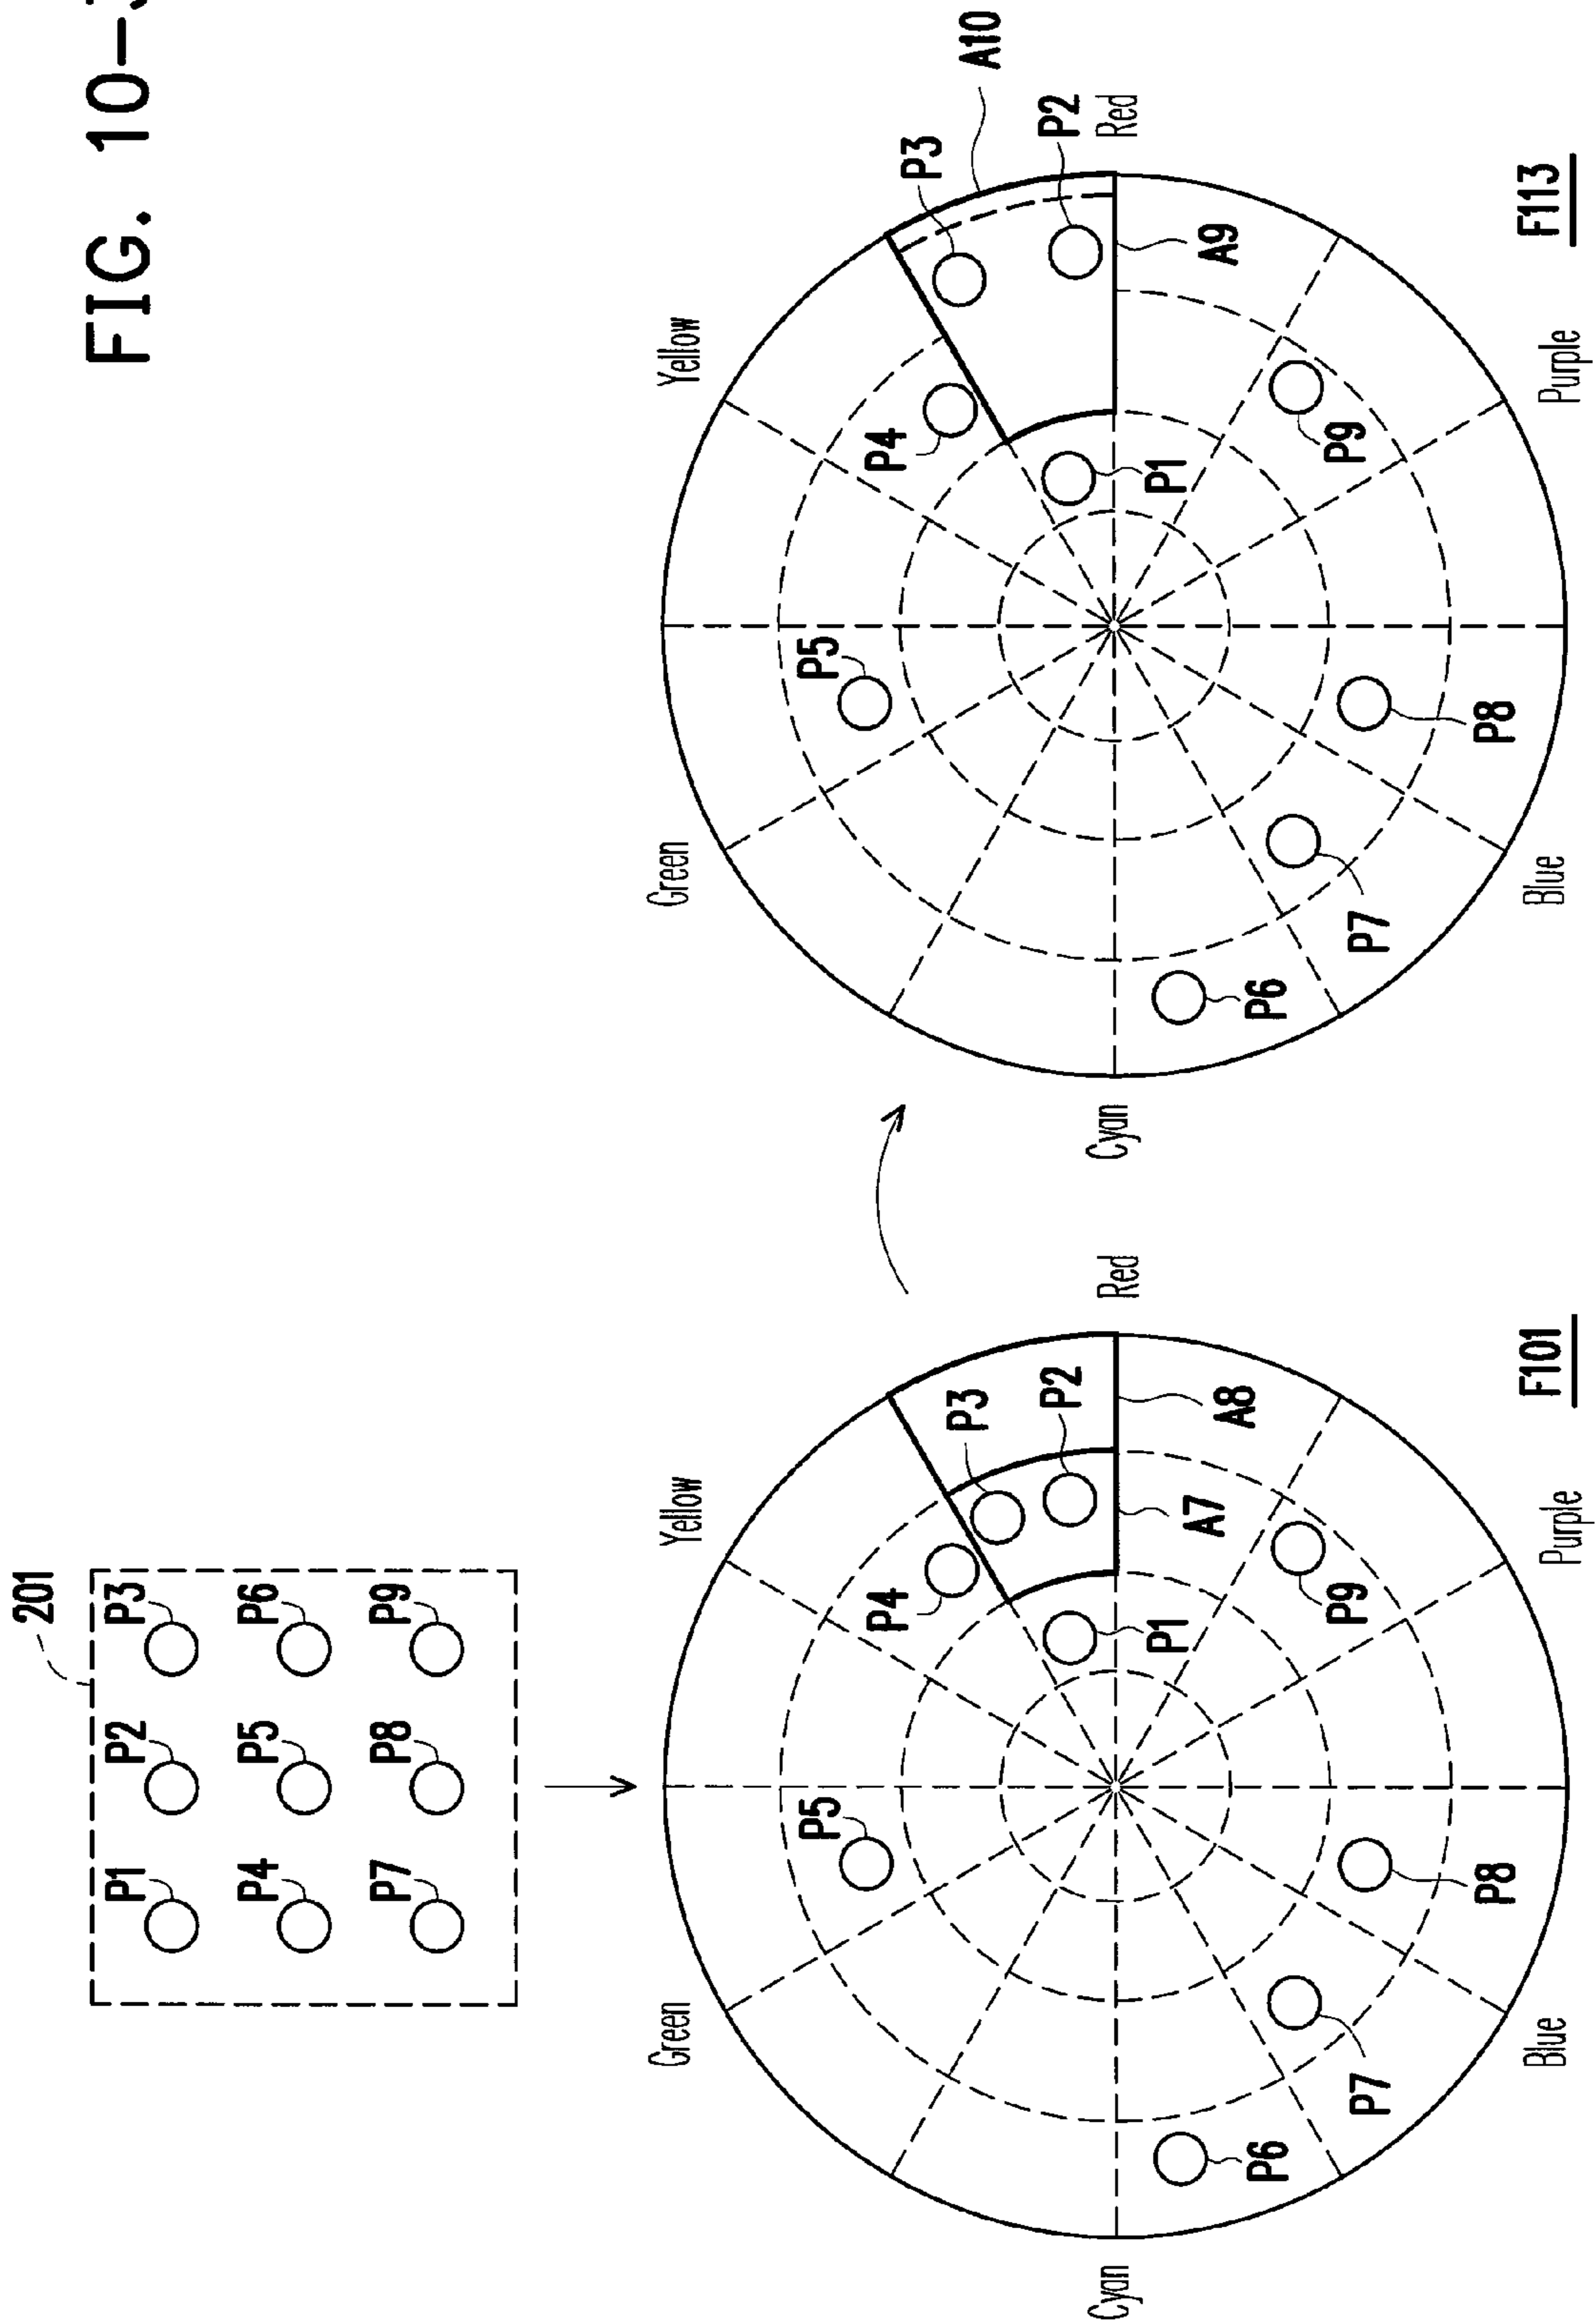 FIG. 10-
201
P1 P2 P3
P4 P5 P6
P7 P8 P9
Green
Yellow
P5
P4
P3
P2
Cyan
Red
P1
A7
A8
P6
P9
P7
P8
Blue
Purple
F101
Green
Yellow
P5
P4
P3
A10
P2
Cyan
Red
P1
A9
P6
P9
P7
P8
Blue
Purple
F113